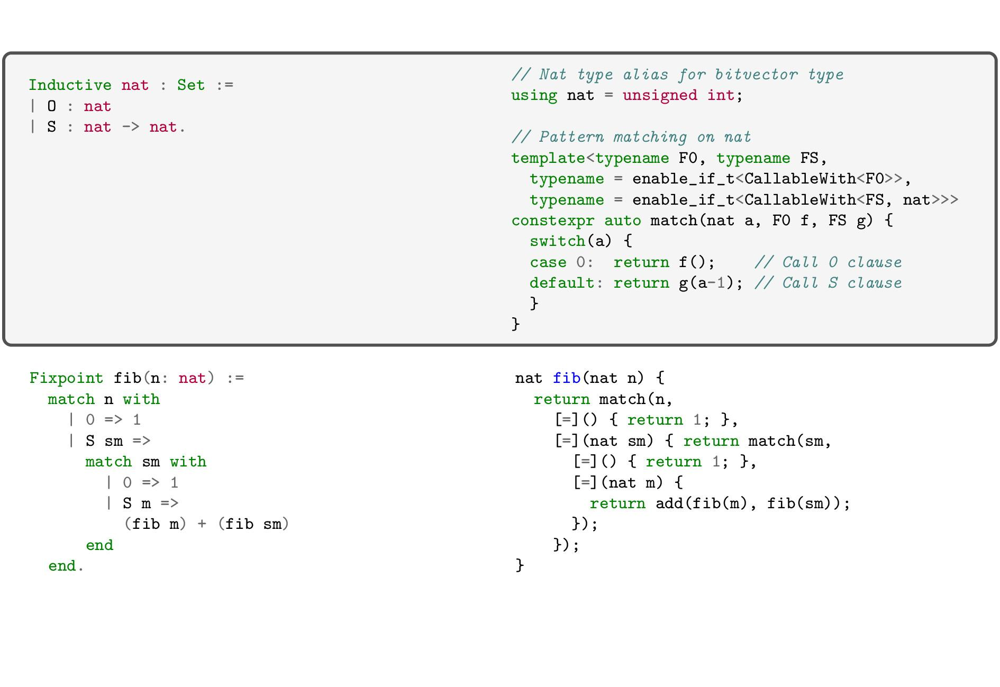 Inductive nat : Set :=
| O : nat
| S : nat -> nat.
// Nat type alias for bitvector type
using nat = unsigned int;
// Pattern matching on nat
template<typename FO, typename FS,
  typename = enable_if_t<CallableWith<FO>>,
  typename = enable_if_t<CallableWith<FS, nat>>>
constexpr auto match(nat a, FO f, FS g) {
  switch(a) {
  case 0:  return f();    // Call O clause
  default: return g(a-1); // Call S clause
  }
}
Fixpoint fib(n: nat) :=
  match n with
    | 0 => 1
    | S sm =>
      match sm with
        | 0 => 1
        | S m =>
          (fib m) + (fib sm)
      end
  end.
nat fib(nat n) {
  return match(n,
    [=]() { return 1; },
    [=](nat sm) { return match(sm,
      [=]() { return 1; },
      [=](nat m) {
        return add(fib(m), fib(sm));
      });
    });
}